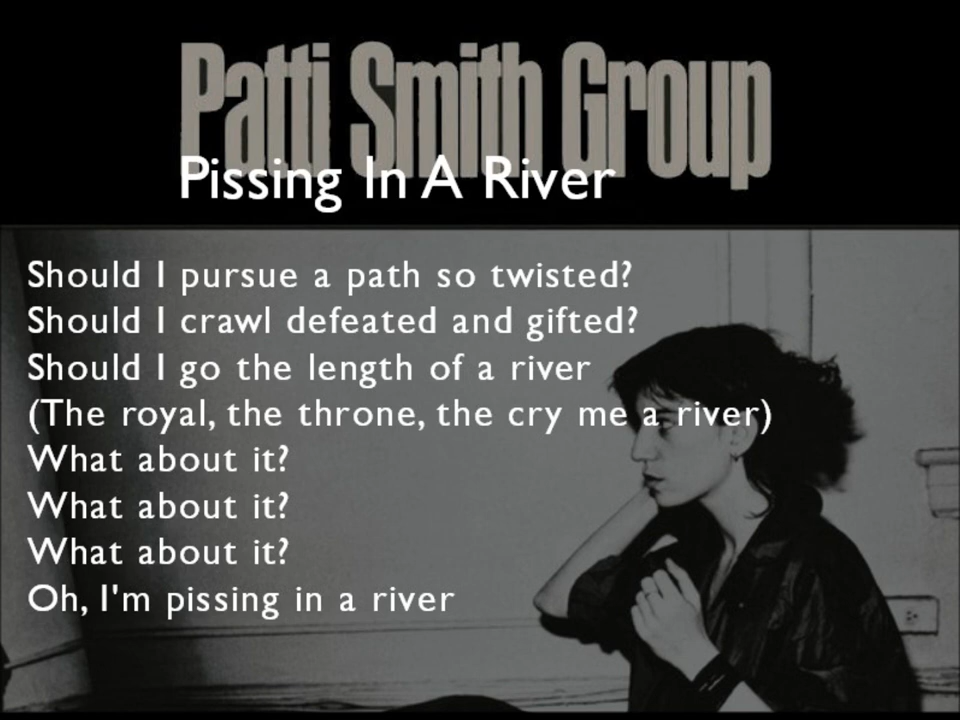 Patti Smith Group
Pissing In A River
Should I pursue a path so twisted?
Should I crawl defeated and gifted?
Should I go the length of a river
(The royal, the throne, the cry me a river)
What about it?
What about it?
What about it?
Oh, I'm pissing in a river